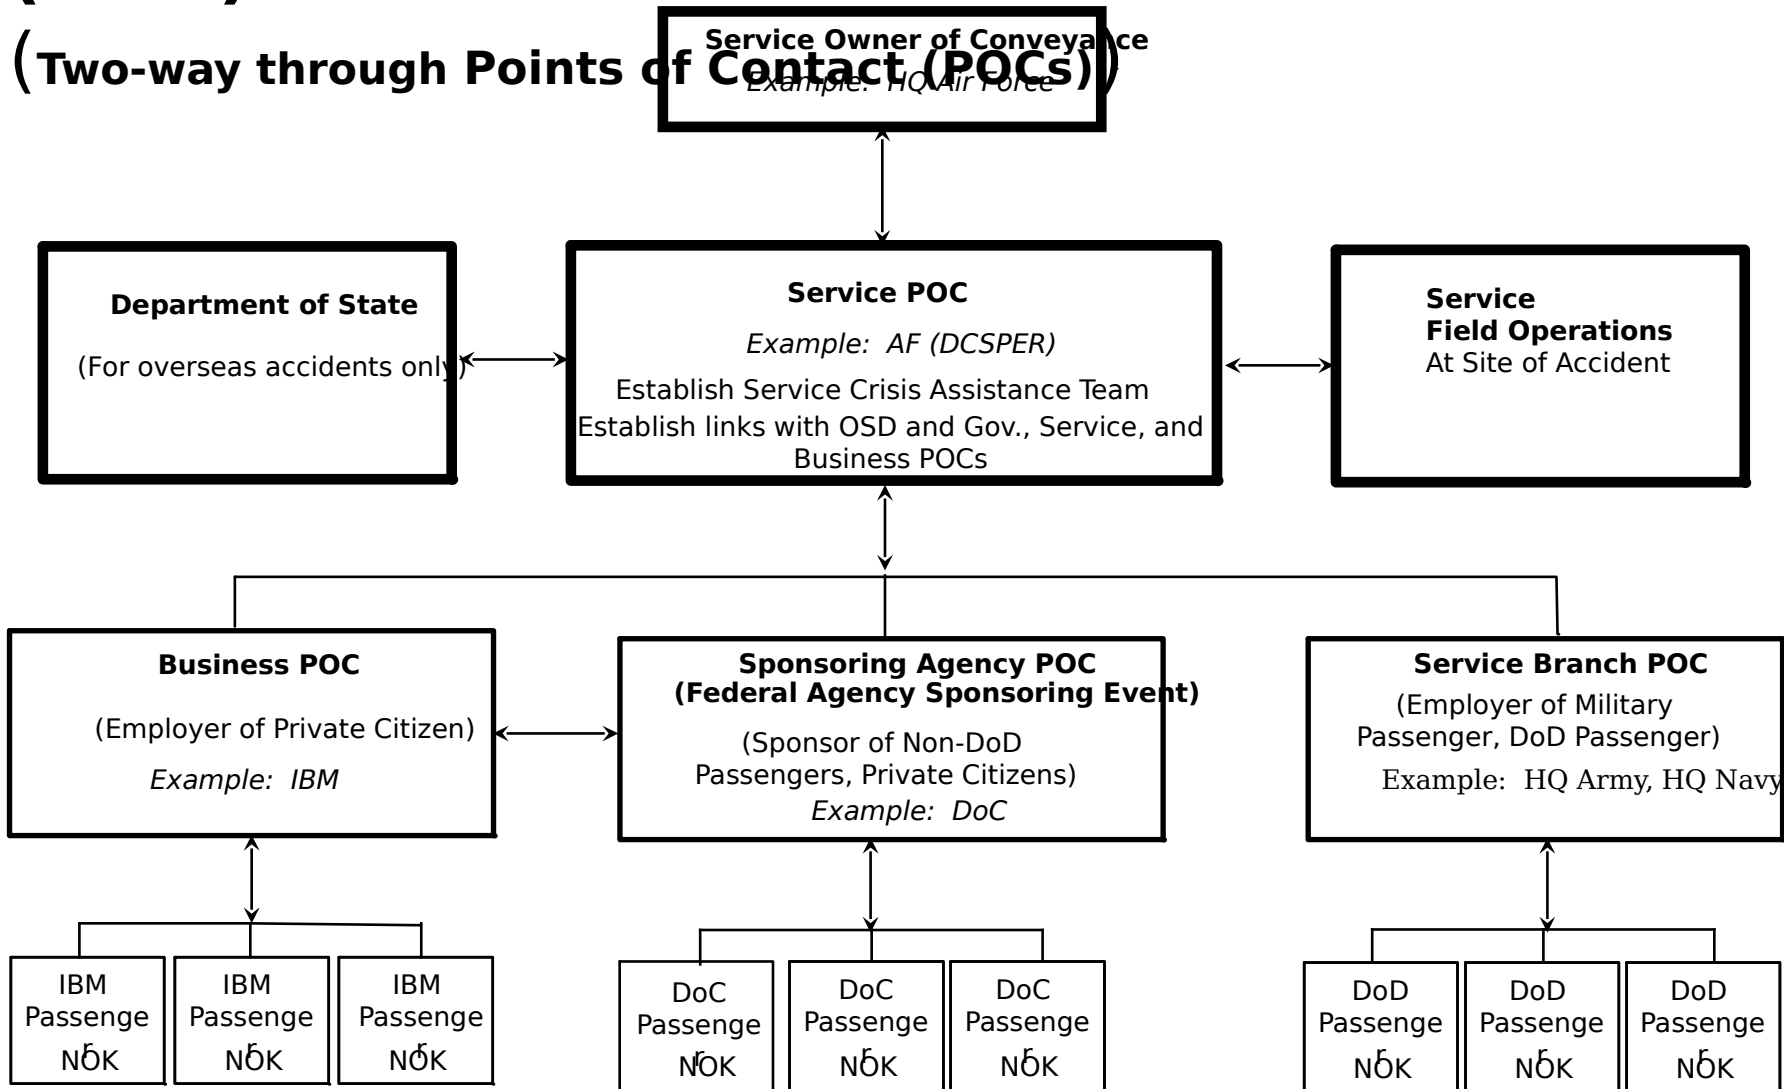 (Two-way through Points of Contact (POCs))
Service Owner of Conveyance
Example: HQ Air Force
Department of State
(For overseas accidents only)
Service POC
Example: AF (DCSPER)
Establish Service Crisis Assistance Team
Establish links with OSD and Gov., Service, and
Business POCs
Service
Field Operations
At Site of Accident
Business POC
(Employer of Private Citizen)
Example: IBM
Sponsoring Agency POC
(Federal Agency Sponsoring Event)
(Sponsor of Non-DoD
Passengers, Private Citizens)
Example: DoC
Service Branch POC
(Employer of Military
Passenger, DoD Passenger)
Example: HQ Army, HQ Navy
IBM
Passenge
r
NOK
IBM
Passenge
r
NOK
IBM
Passenge
r
NOK
DoC
Passenge
r
NOK
DoC
Passenge
r
NOK
DoC
Passenge
r
NOK
DoD
Passenge
r
NOK
DoD
Passenge
r
NOK
DoD
Passenge
r
NOK